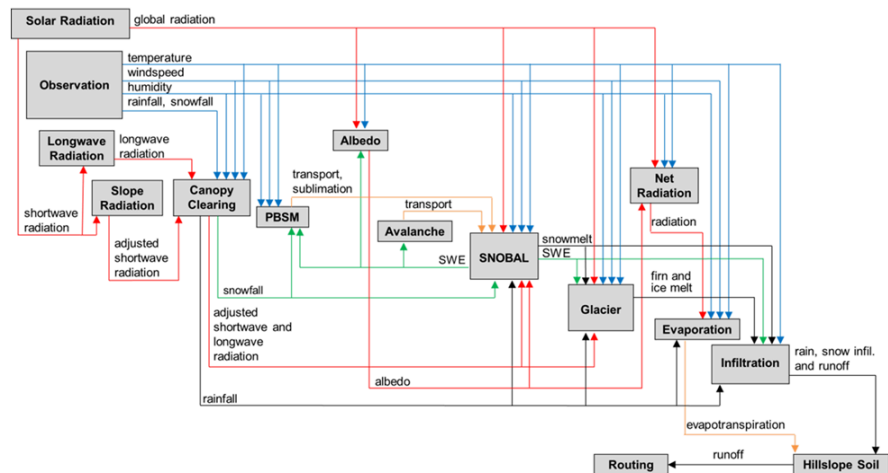 Solar Radiation
global radiation
Observation
temperature
windspeed
humidity
rainfall, snowfall
Longwave
Radiation
longwave
radiation
Albedo
Slope
Radiation
Canopy
Clearing
transport,
sublimation
Net
Radiation
shortwave
radiation
PBSM
transport
Avalanche
radiation
adjusted
shortwave
radiation
SWE
SNOBAL
snowmelt
SWE
snowfall
Glacier
firn and
ice melt
adjusted
shortwave and
longwave
radiation
Evaporation
Infiltration
rain, snow infil.
and runoff
albedo
rainfall
evapotranspiration
Routing
runoff
Hillslope Soil